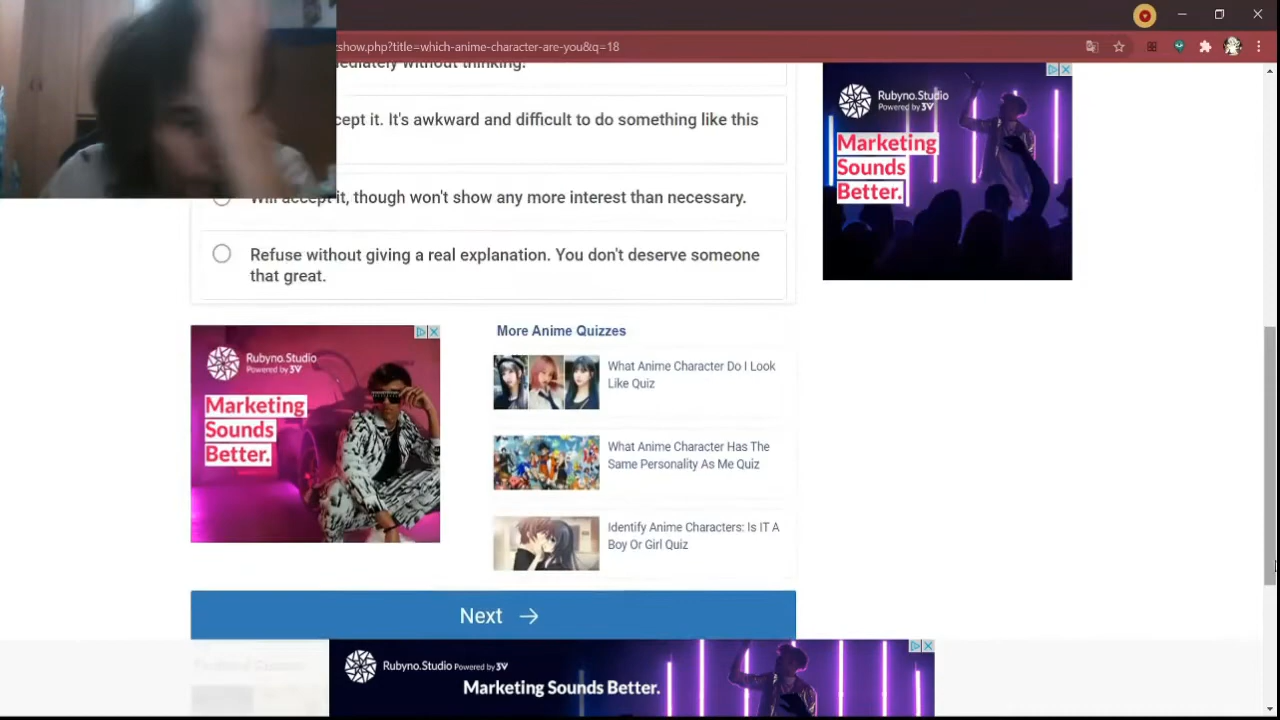 show.php?title=which-anime-character-are-you&q=18
without thinking!
cept it. It's awkward and difficult to do something like this
Will accept it, though won't show any more interest than necessary.
Refuse without giving a real explanation. You don't deserve someone
that great.
Rubyno.Studio
Powered by 3V
Marketing
Sounds
Better.
Rubyno.Studio
Powered by 3V
Marketing
Sounds
Better.
More Anime Quizzes
What Anime Character Do I Look
Like Quiz
What Anime Character Has The
Same Personality As Me Quiz
Identify Anime Characters: Is IT A
Boy Or Girl Quiz
Next →
Rubyno.Studio Powered by 3V
Marketing Sounds Better.